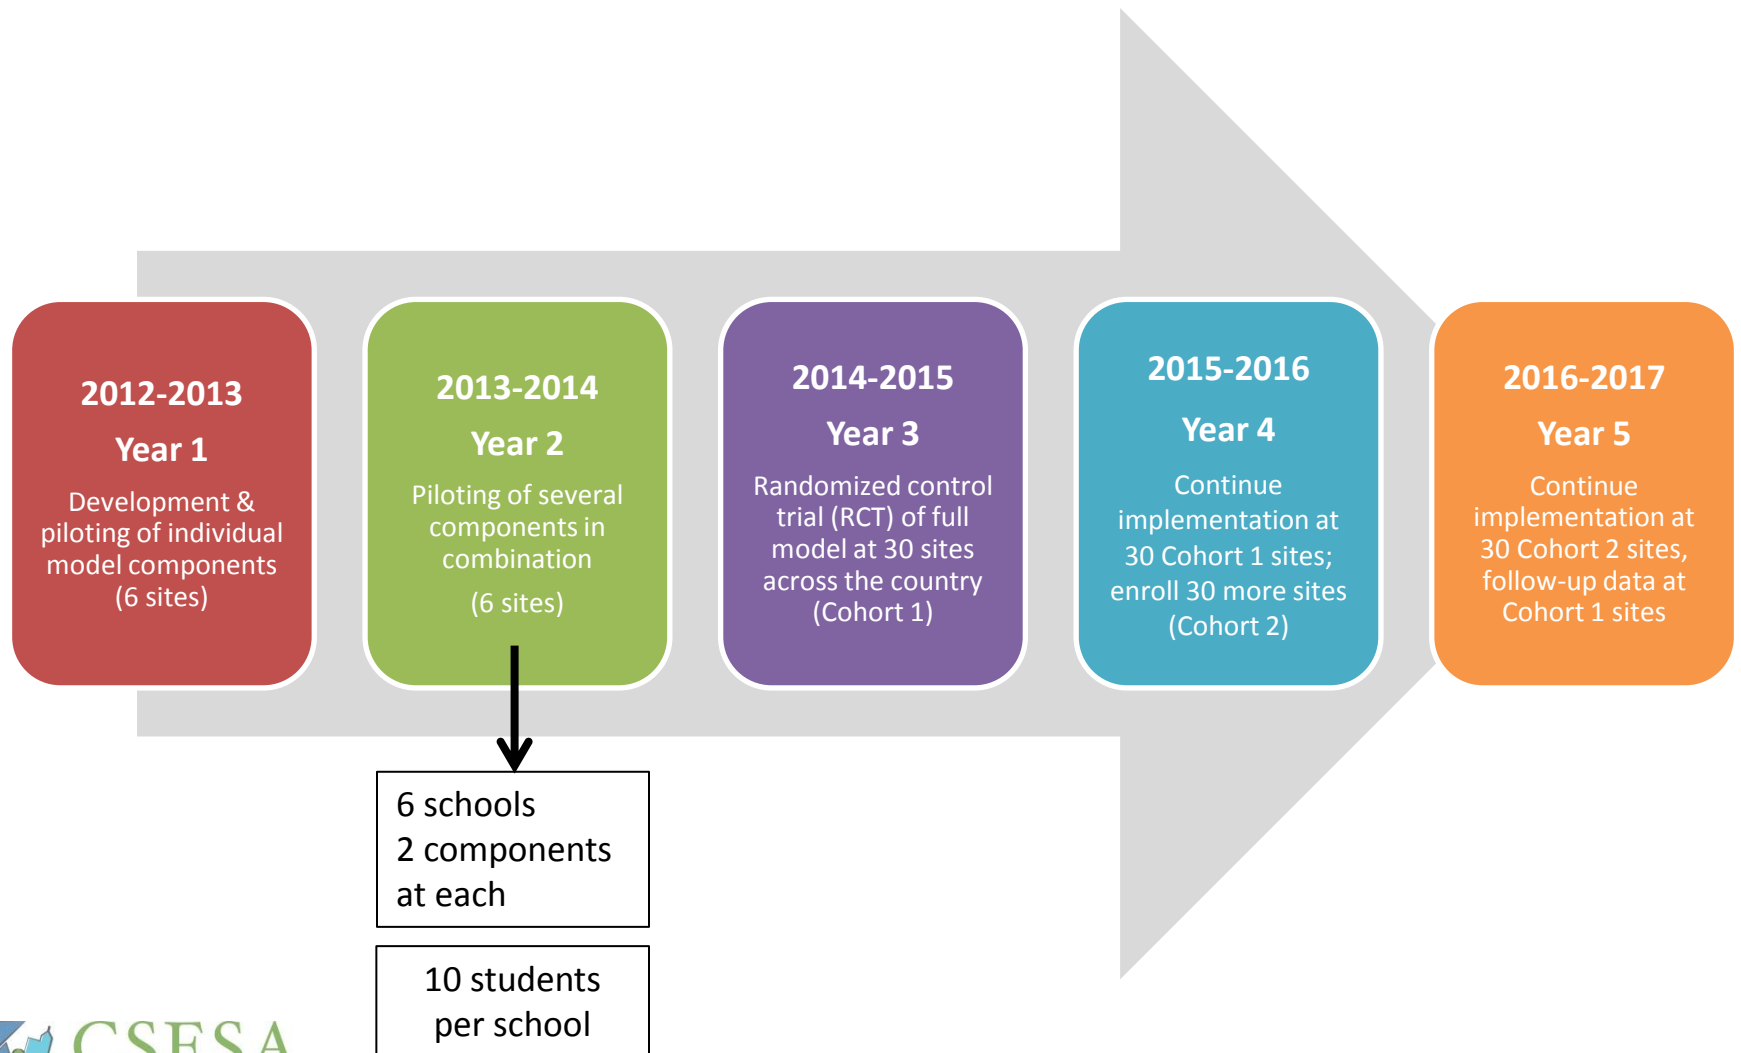 2012-2013
Year 1
Development &
piloting of individual
model components
(6 sites)
2013-2014
Year 2
Piloting of several
components in
combination
(6 sites)
2014-2015
Year 3
Randomized control
trial (RCT) of full
model at 30 sites
across the country
(Cohort 1)
2015-2016
Year 4
Continue
implementation at
30 Cohort 1 sites;
enroll 30 more sites
(Cohort 2)
2016-2017
Year 5
Continue
implementation at
30 Cohort 2 sites,
follow-up data at
Cohort 1 sites
6 schools
2 components
at each
10 students
per school
CSESA